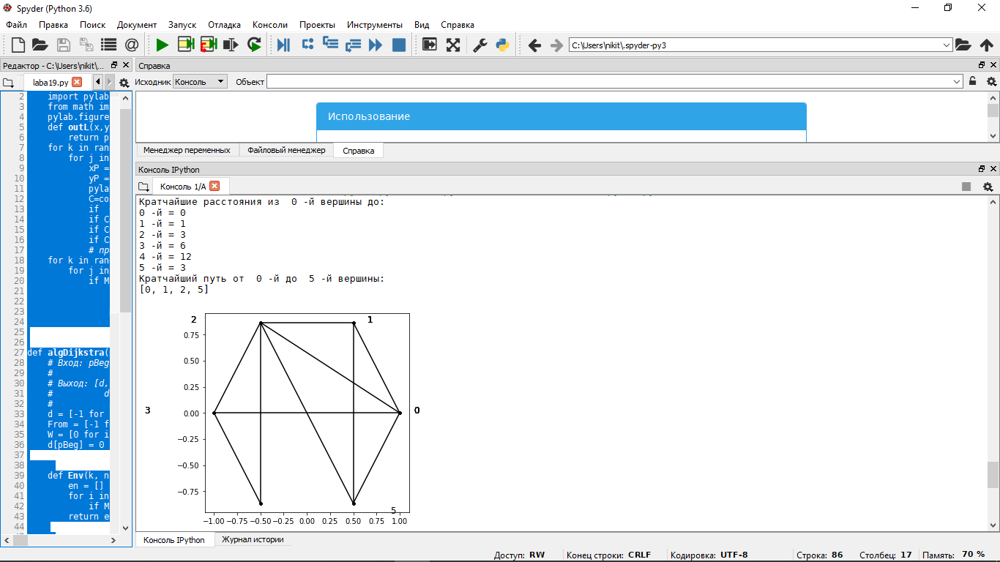 Spyder (Python 3.6)
Файл Правка Поиск Документ Запуск Отладка Консоли Проекты Инструменты Вид Справка
C:\Users\nikit\.spyder-py3
Редактор - C:\Users\nikit\...
laba19.py
2 import pylab
3 from math im
4 pylab.figure
5 def outL(x,y
6 return p
7 for k in ran
8 for j in
9 xP =
10 yP =
11 pyla
12 C=co
13 if
14 if C
15 if C
16 if C
17 # пр
18 for k in ran
19 for j in
20 if M
21
22
23
24
25
26
27 def algDijkstra(
28 # Вход: pBeg
29 #
30 # Выход: [d,
31 # d
32 #
33 d = [-1 for
34 From = [-1 f
35 W = [0 for i
36 d[pBeg] = 0
37
38
39 def Env(k, n
40 en = []
41 for i in
42 if M
43 return e
44
Справка
Исходник Консоль Объект
Использование
Менеджер переменных Файловый менеджер Справка
Консоль IPython
Консоль 1/A
Кратчайшие расстояния из 0 -й вершины до:
0 -й = 0
1 -й = 1
2 -й = 3
3 -й = 6
4 -й = 12
5 -й = 3
Кратчайший путь от 0 -й до 5 -й вершины:
[0, 1, 2, 5]
2 1
0.75
0.50
0.25
3 0.00 0
−0.25
−0.50
−0.75
5
−1.00 −0.75 −0.50 −0.25 0.00 0.25 0.50 0.75 1.00
Консоль IPython Журнал истории
Доступ: RW Конец строки: CRLF Кодировка: UTF-8 Строка: 86 Столбец: 17 Память: 70 %